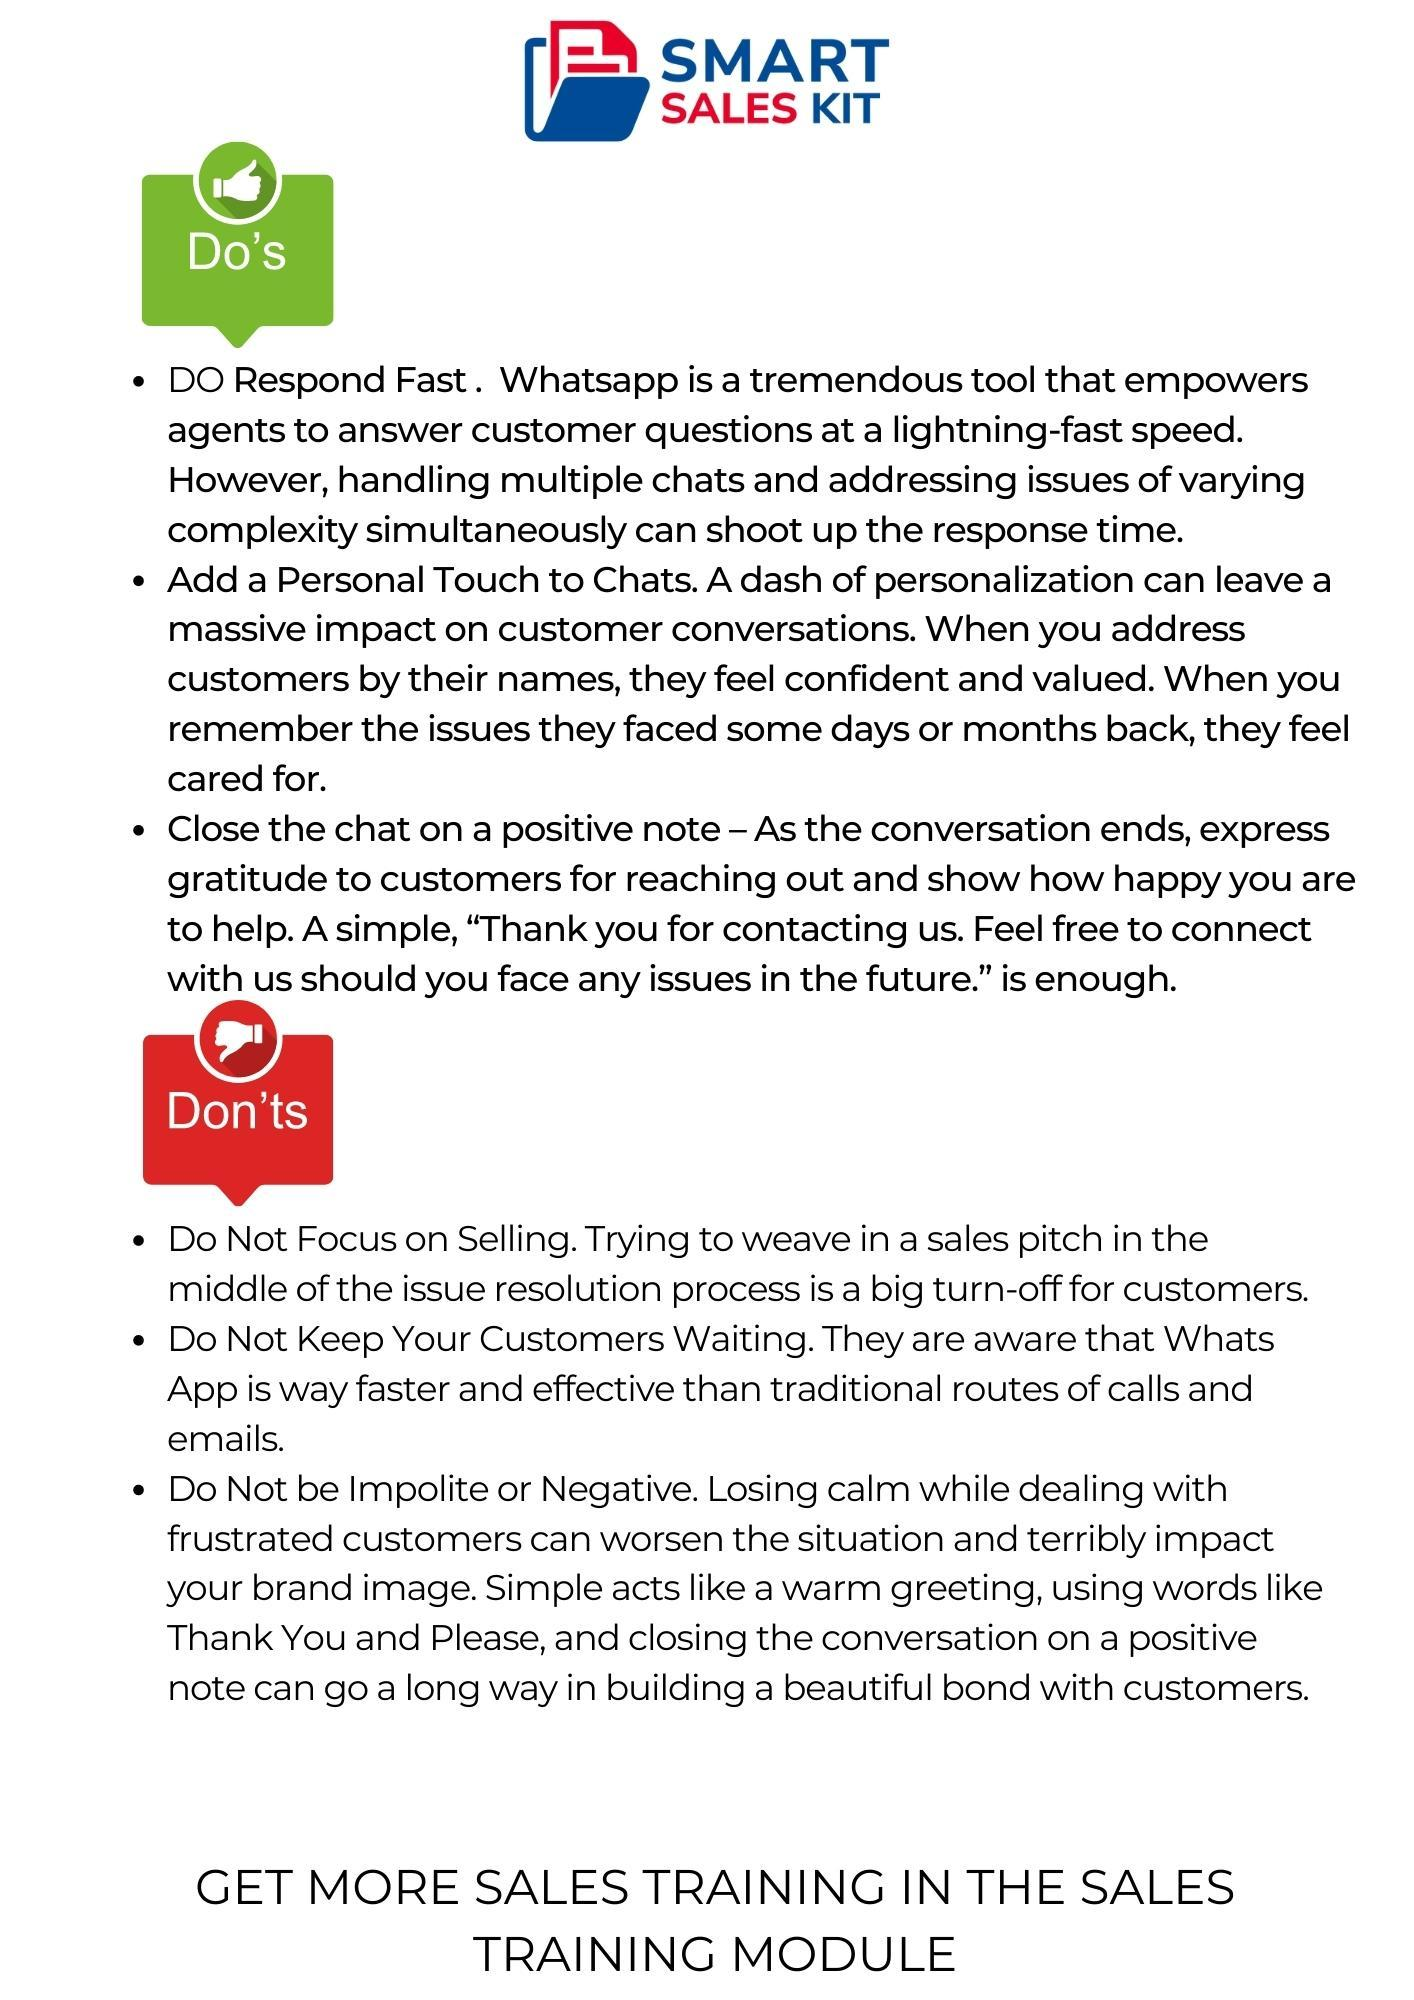 SMART
SALES KIT
Do's
• DO Respond Fast .  Whatsapp is a tremendous tool that empowers
agents to answer customer questions at a lightning-fast speed.
However, handling multiple chats and addressing issues of varying
complexity simultaneously can shoot up the response time.
• Add a Personal Touch to Chats. A dash of personalization can leave a
massive impact on customer conversations. When you address
customers by their names, they feel confident and valued. When you
remember the issues they faced some days or months back, they feel
cared for.
• Close the chat on a positive note – As the conversation ends, express
gratitude to customers for reaching out and show how happy you are
to help. A simple, “Thank you for contacting us. Feel free to connect
with us should you face any issues in the future.” is enough.
Don'ts
• Do Not Focus on Selling. Trying to weave in a sales pitch in the
middle of the issue resolution process is a big turn-off for customers.
• Do Not Keep Your Customers Waiting. They are aware that Whats
App is way faster and effective than traditional routes of calls and
emails.
• Do Not be Impolite or Negative. Losing calm while dealing with
frustrated customers can worsen the situation and terribly impact
your brand image. Simple acts like a warm greeting, using words like
Thank You and Please, and closing the conversation on a positive
note can go a long way in building a beautiful bond with customers.
GET MORE SALES TRAINING IN THE SALES
TRAINING MODULE